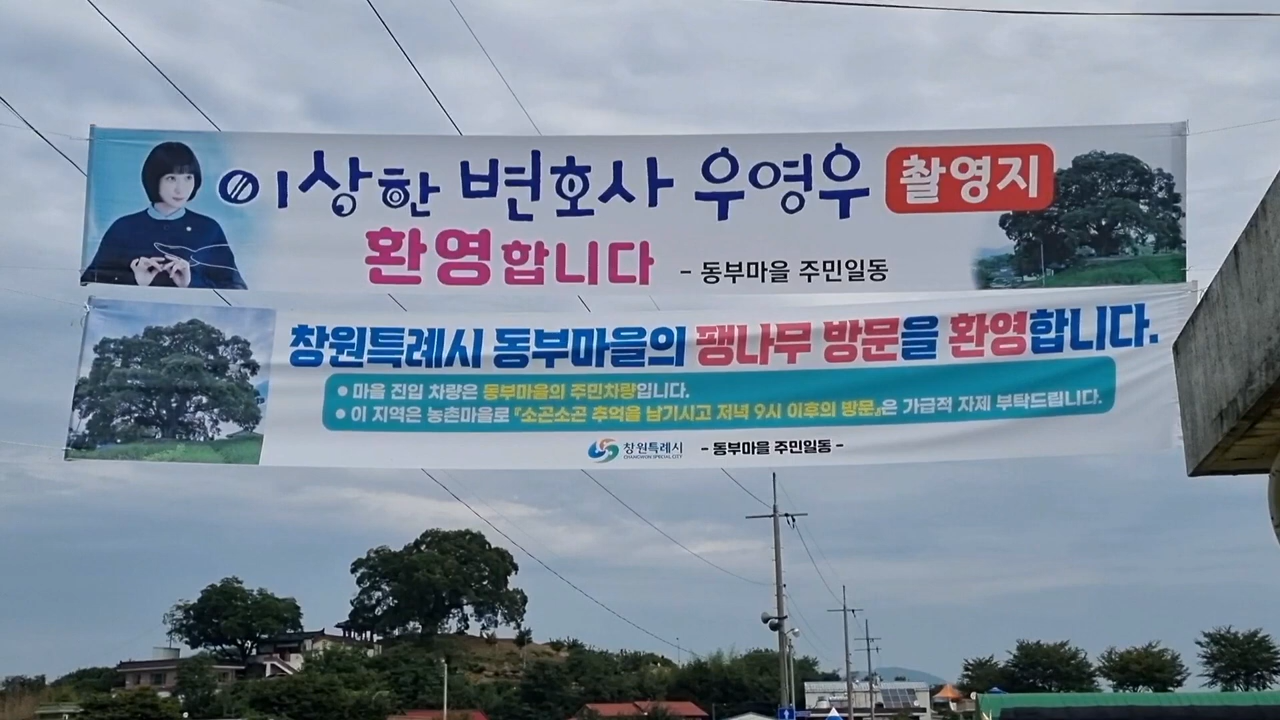 이상한 변호사 우영우 촬영지
환영합니다 - 동부마을 주민일동
창원특례시 동부마을의 팽나무 방문을 환영합니다.
● 마을 진입 차량은 동부마을의 주민차량입니다.
● 이 지역은 농촌마을로 『소곤소곤 추억을 남기시고 저녁 9시 이후의 방문』은 가급적 자제 부탁드립니다.
창원특례시 - 동부마을 주민일동 -
CHANGWON SPECIAL CITY